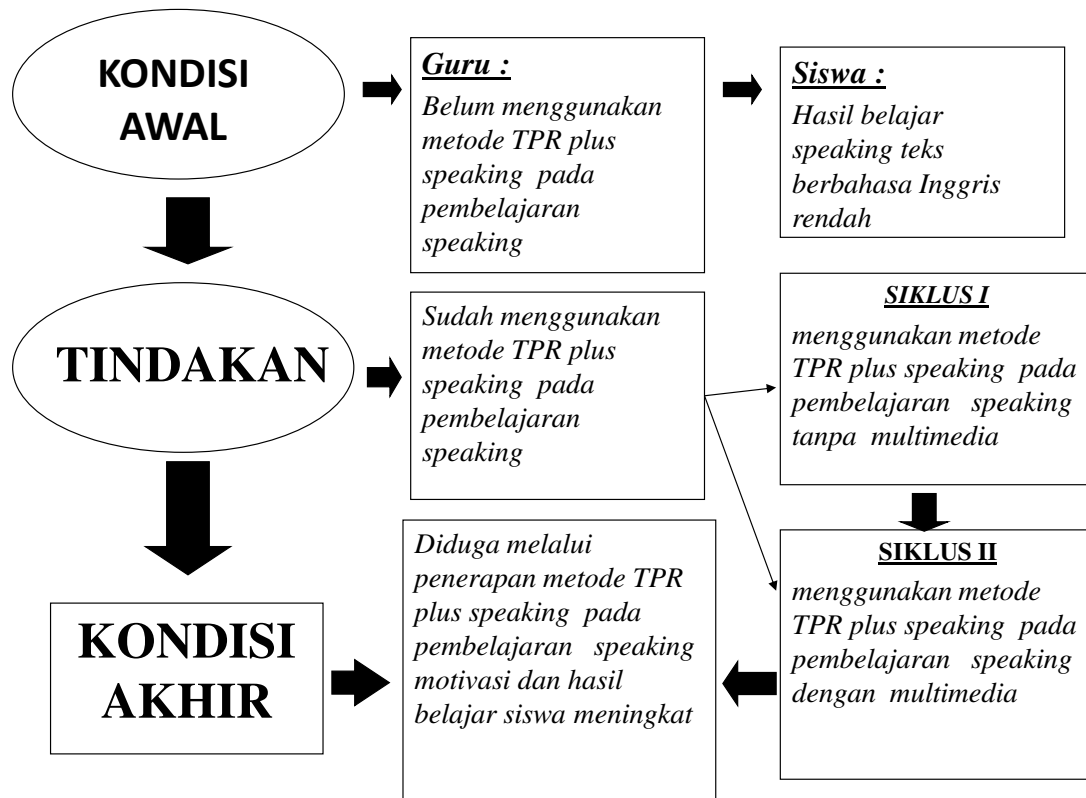 KONDISI
AWAL
Guru :
Belum menggunakan
metode TPR plus
speaking pada
pembelajaran
speaking
Siswa :
Hasil belajar
speaking teks
berbahasa Inggris
rendah
TINDAKAN
Sudah menggunakan
metode TPR plus
speaking pada
pembelajaran
speaking
SIKLUS I
menggunakan metode
TPR plus speaking pada
pembelajaran speaking
tanpa multimedia
SIKLUS II
menggunakan metode
TPR plus speaking pada
pembelajaran speaking
dengan multimedia
KONDISI
AKHIR
Diduga melalui
penerapan metode TPR
plus speaking pada
pembelajaran speaking
motivasi dan hasil
belajar siswa meningkat